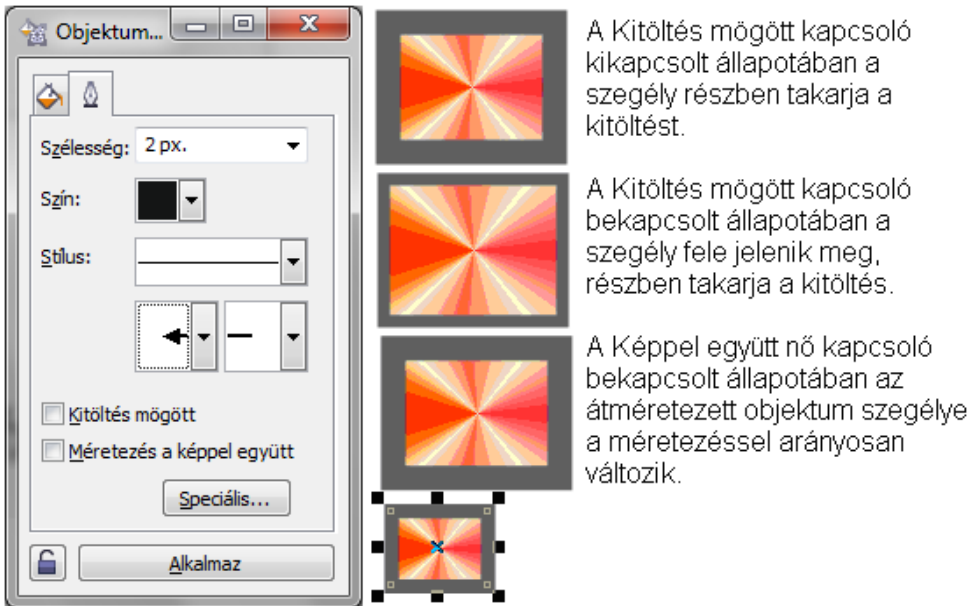 Objektum...
Szélesség: 2 px.
Szín:
Stílus:
Kitöltés mögött
Méretezés a képpel együtt
Speciális...
Alkalmaz
A Kitöltés mögött kapcsoló
kikapcsolt állapotában a
szegély részben takarja a
kitöltést.
A Kitöltés mögött kapcsoló
bekapcsolt állapotában a
szegély fele jelenik meg,
részben takarja a kitöltés.
A Képpel együtt nő kapcsoló
bekapcsolt állapotában az
átméretezett objektum szegélye
a méretezéssel arányosan
változik.